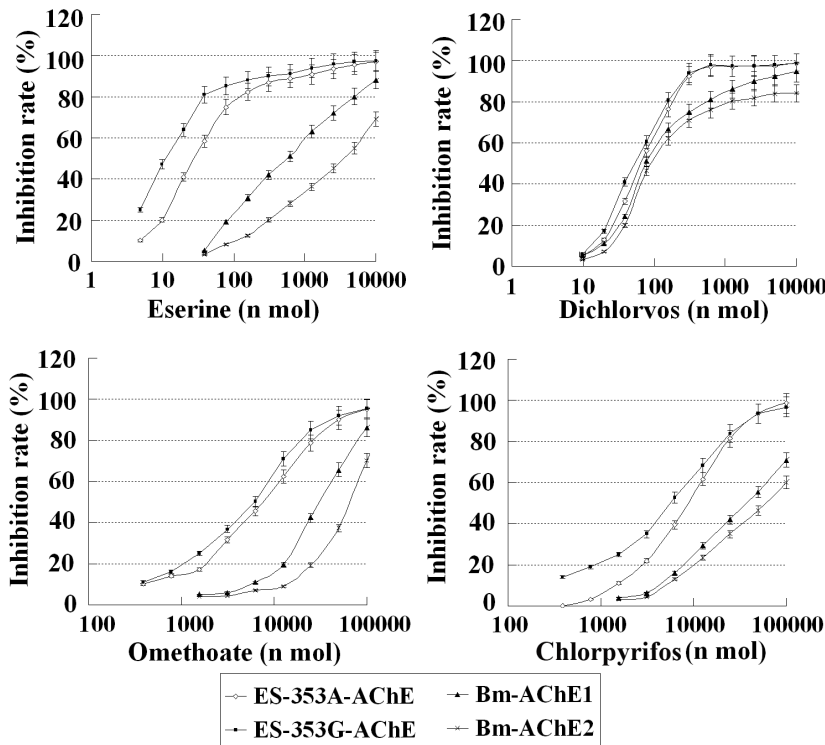 Inhibition rate (%)
120
100
80
60
40
20
0
1 10 100 1000 10000
Eserine (n mol)
Inhibition rate (%)
120
100
80
60
40
20
0
1 10 100 1000 10000
Dichlorvos (n mol)
Inhibition rate (%)
120
100
80
60
40
20
0
100 1000 10000 100000
Omethoate (n mol)
Inhibition rate (%)
120
100
80
60
40
20
0
100 1000 10000 100000
Chlorpyrifos (n mol)
ES-353A-AChE
Bm-AChE1
ES-353G-AChE
Bm-AChE2